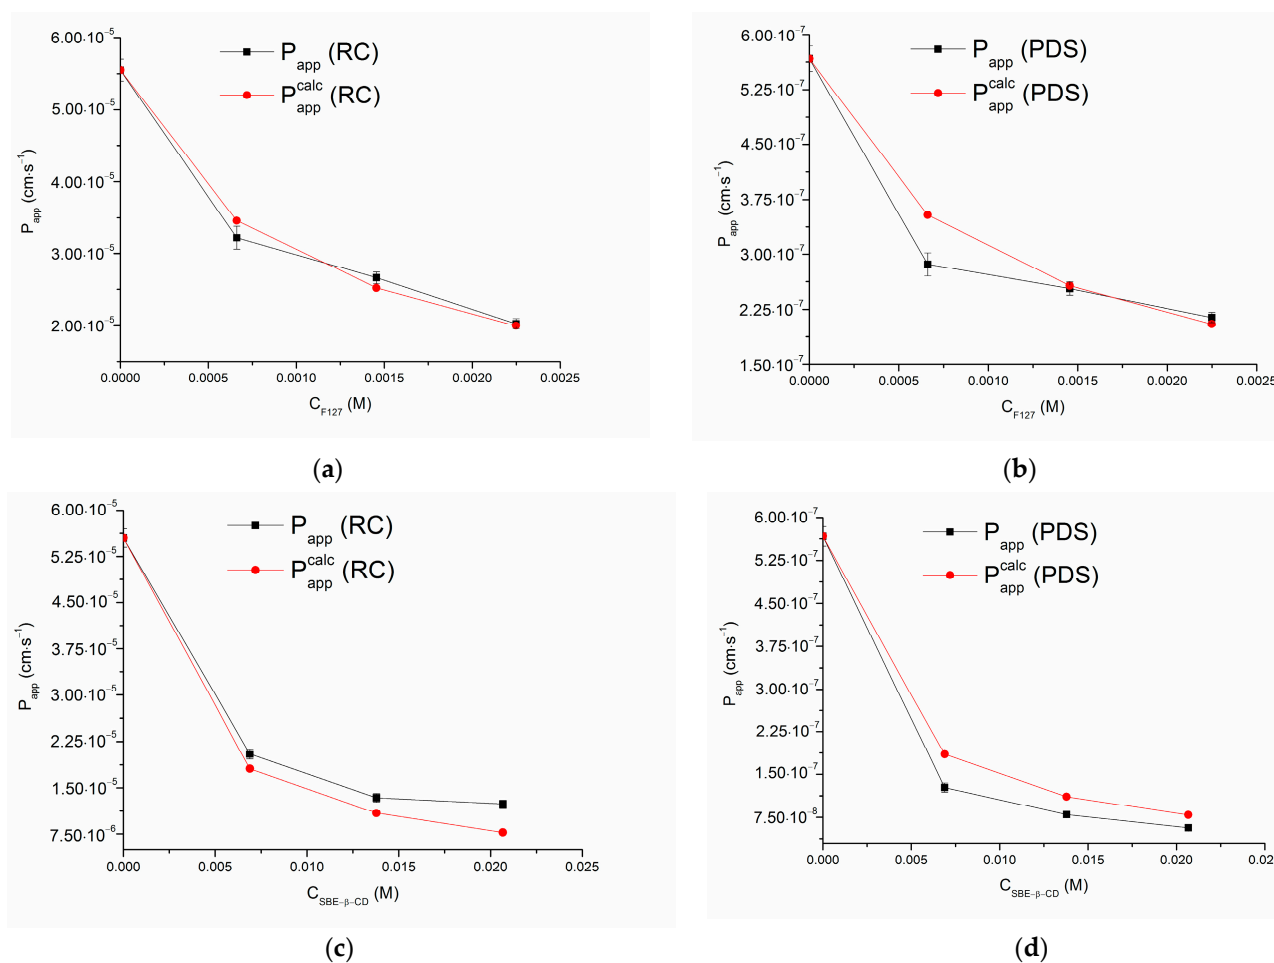 P_app (RC)
P_app^calc (RC)
6.00·10⁻⁵
5.00·10⁻⁵
4.00·10⁻⁵
3.00·10⁻⁵
2.00·10⁻⁵
P_app (cm·s⁻¹)
0.0000 0.0005 0.0010 0.0015 0.0020 0.0025
C_F127 (M)
(a)
P_app (PDS)
P_app^calc (PDS)
6.00·10⁻⁷
5.25·10⁻⁷
4.50·10⁻⁷
3.75·10⁻⁷
3.00·10⁻⁷
2.25·10⁻⁷
1.50·10⁻⁷
P_app (cm·s⁻¹)
0.0000 0.0005 0.0010 0.0015 0.0020 0.0025
C_F127 (M)
(b)
P_app (RC)
P_app^calc (RC)
6.00·10⁻⁵
5.25·10⁻⁵
4.50·10⁻⁵
3.75·10⁻⁵
3.00·10⁻⁵
2.25·10⁻⁵
1.50·10⁻⁵
7.50·10⁻⁶
P_app (cm·s⁻¹)
0.000 0.005 0.010 0.015 0.020 0.025
C_SBE−β−CD (M)
(c)
P_app (PDS)
P_app^calc (PDS)
6.00·10⁻⁷
5.25·10⁻⁷
4.50·10⁻⁷
3.75·10⁻⁷
3.00·10⁻⁷
2.25·10⁻⁷
1.50·10⁻⁷
7.50·10⁻⁸
P_app (cm·s⁻¹)
0.000 0.005 0.010 0.015 0.020 0.02
C_SBE−β−CD (M)
(d)